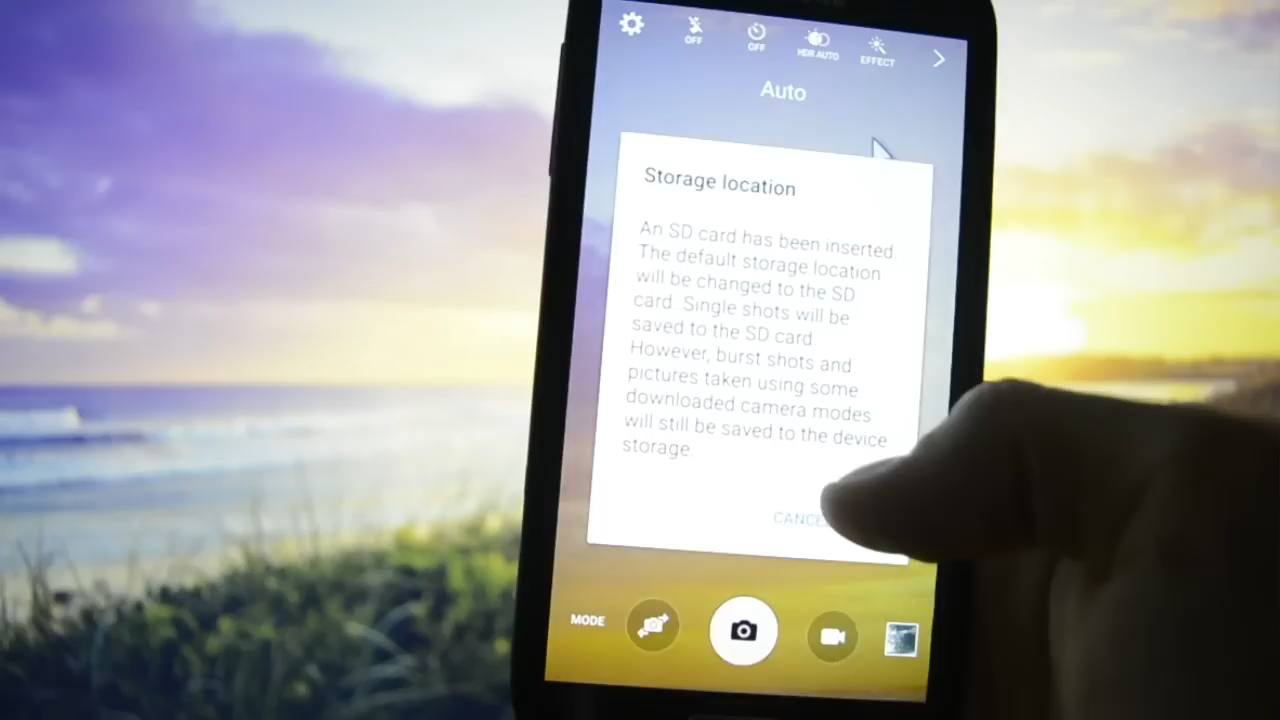 OFF
OFF
HDR AUTO
EFFECT
Auto
Storage location
An SD card has been inserted.
The default storage location
will be changed to the SD
card. Single shots will be
saved to the SD card.
However, burst shots and
pictures taken using some
downloaded camera modes
will still be saved to the device
storage.
MODE